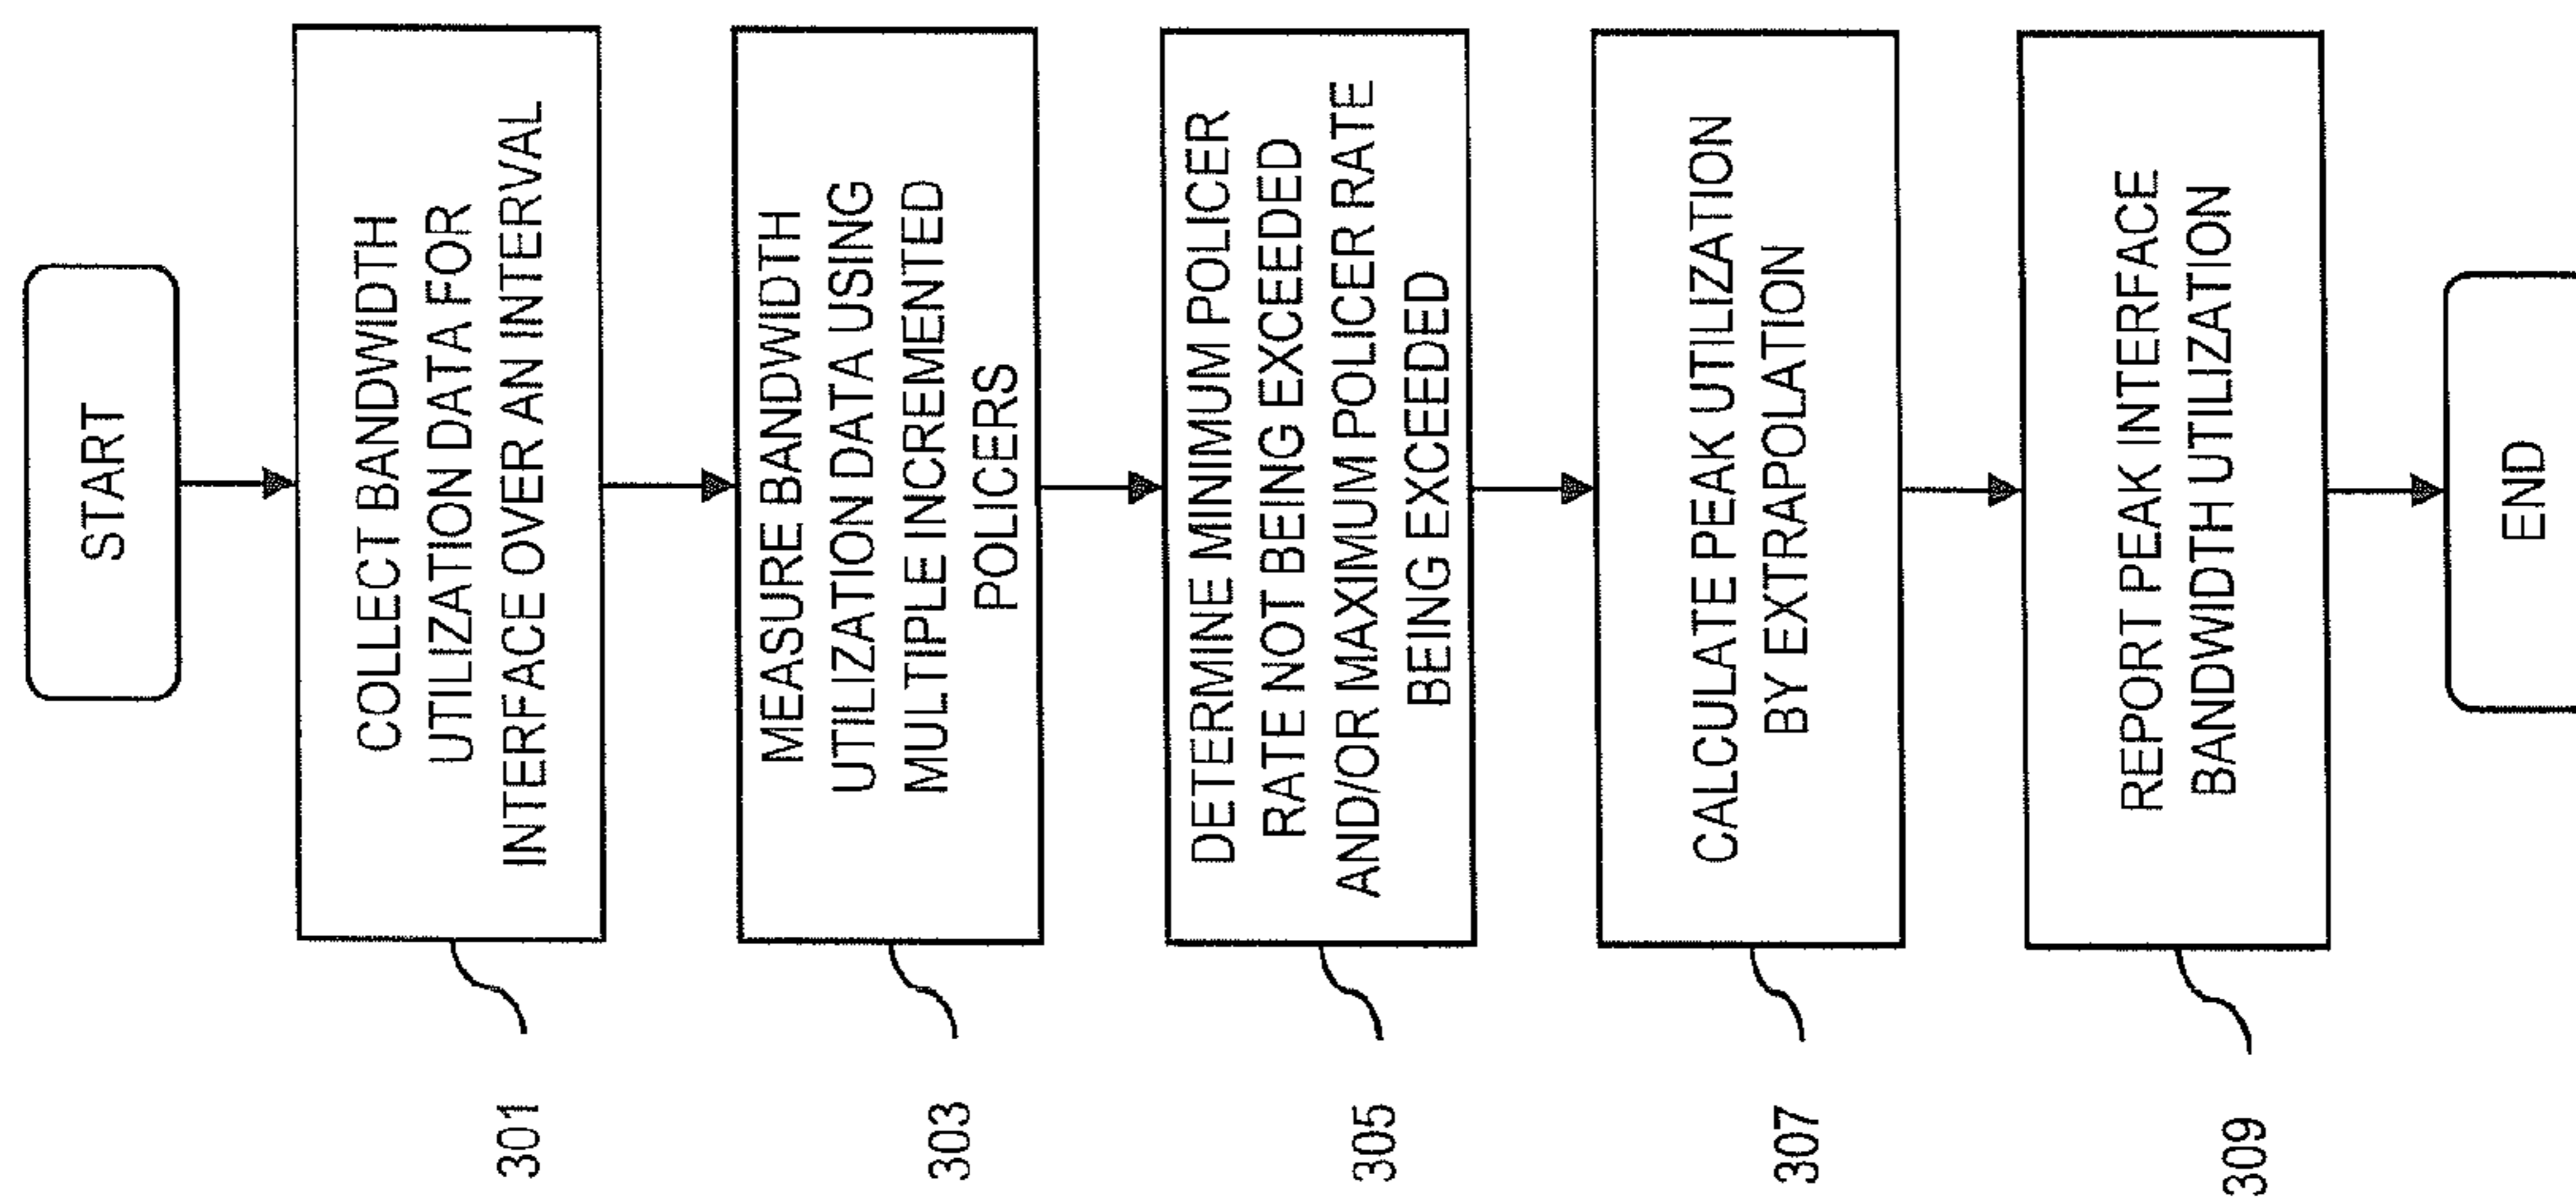 START
COLLECT BANDWIDTH
UTILIZATION DATA FOR
INTERFACE OVER AN INTERVAL
301
MEASURE BANDWIDTH
UTILIZATION DATA USING
MULTIPLE INCREMENTED
POLICERS
303
DETERMINE MINIMUM POLICER
RATE NOT BEING EXCEEDED
AND/OR MAXIMUM POLICER RATE
BEING EXCEEDED
305
CALCULATE PEAK UTILIZATION
BY EXTRAPOLATION
307
REPORT PEAK INTERFACE
BANDWIDTH UTILIZATION
309
END